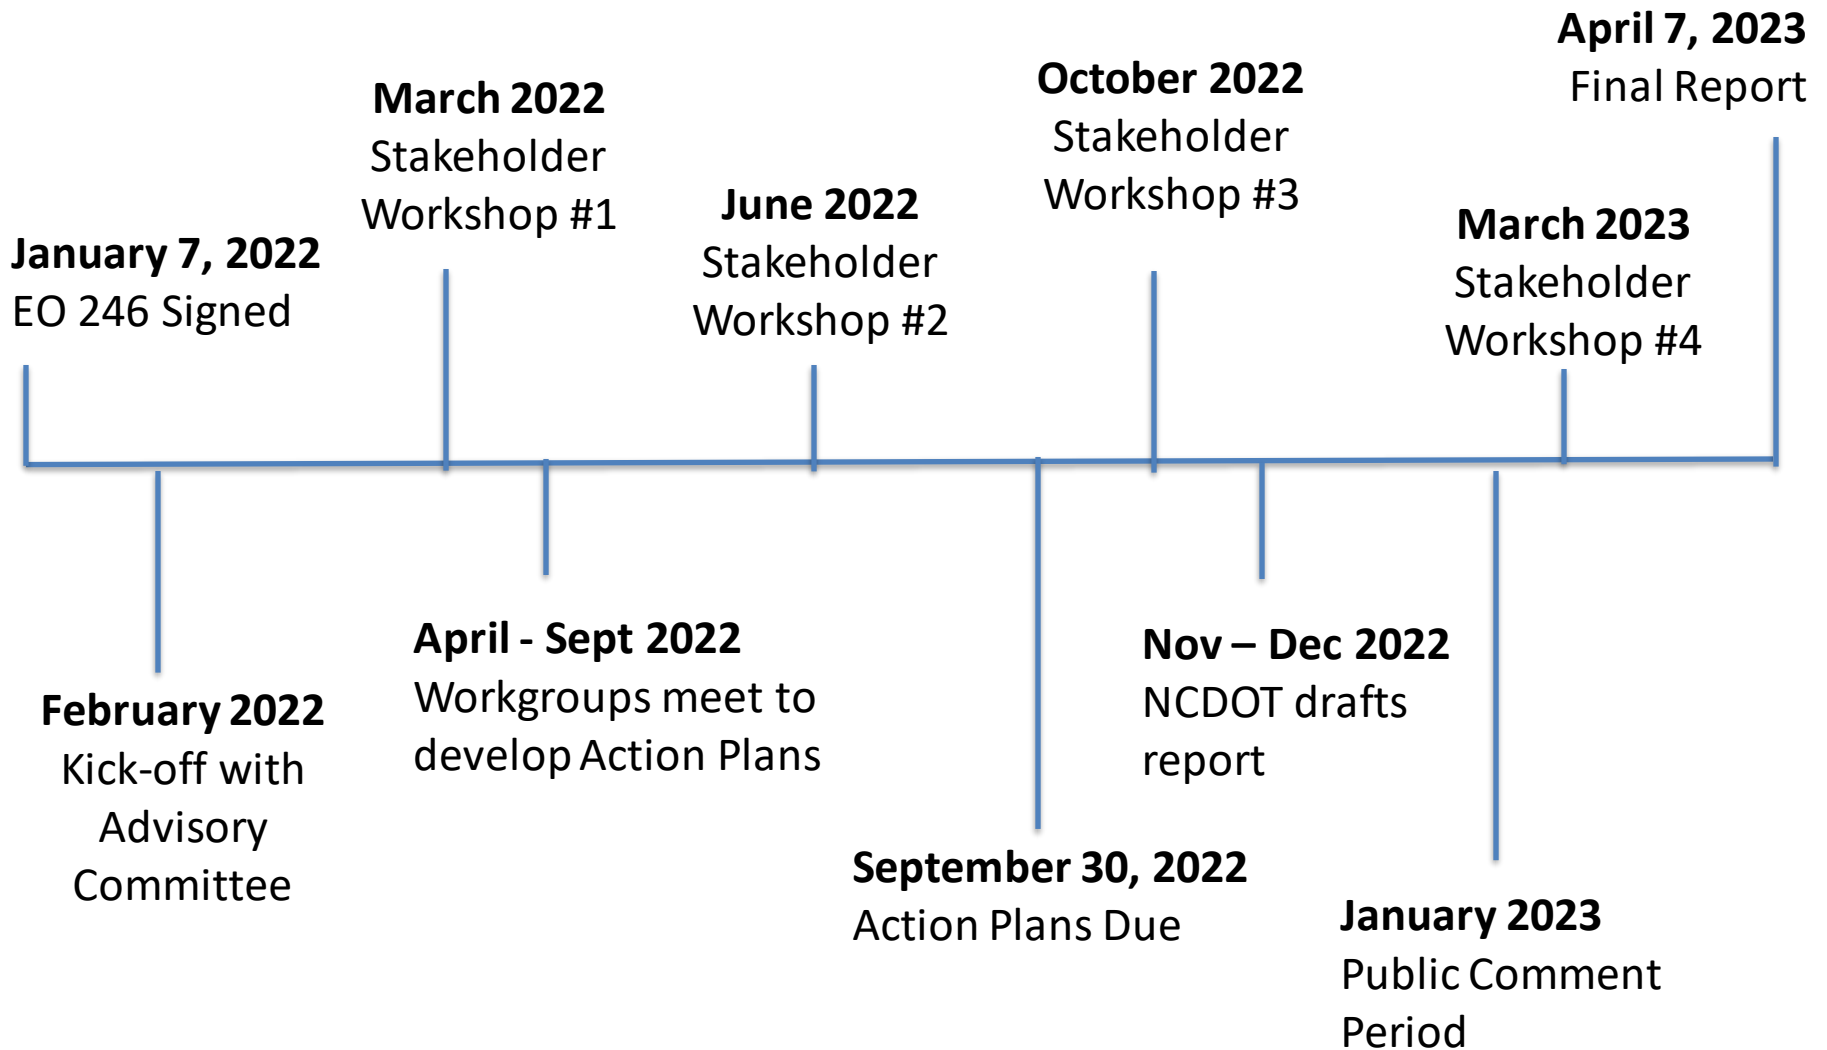 January 7, 2022
EO 246 Signed
February 2022
Kick-off with
Advisory
Committee
March 2022
Stakeholder
Workshop #1
April - Sept 2022
Workgroups meet to
develop Action Plans
June 2022
Stakeholder
Workshop #2
September 30, 2022
Action Plans Due
October 2022
Stakeholder
Workshop #3
Nov – Dec 2022
NCDOT drafts
report
January 2023
Public Comment
Period
March 2023
Stakeholder
Workshop #4
April 7, 2023
Final Report